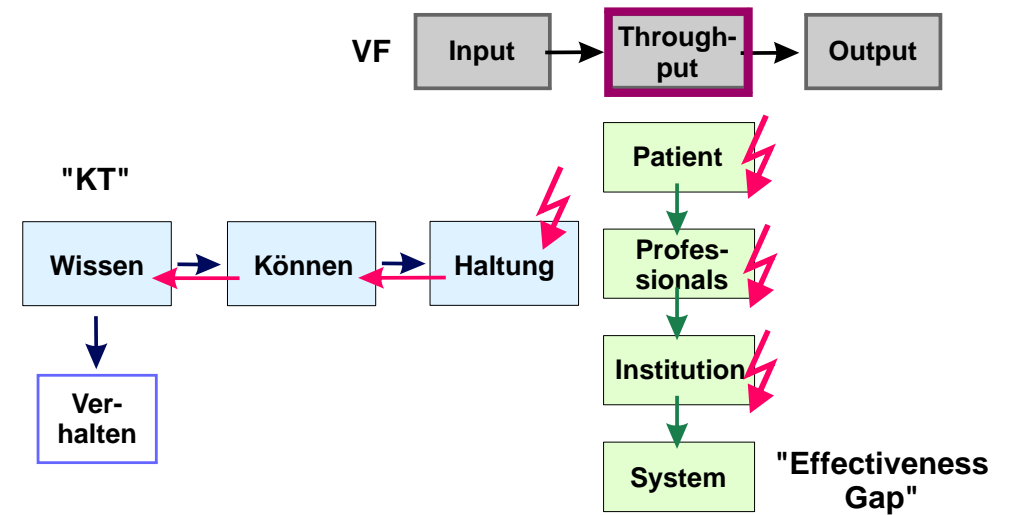 VF
Input
Through-
put
Output
Patient
"KT"
Wissen
Können
Haltung
Profes-
sionals
Institution
Ver-
halten
System
"Effectiveness
Gap"